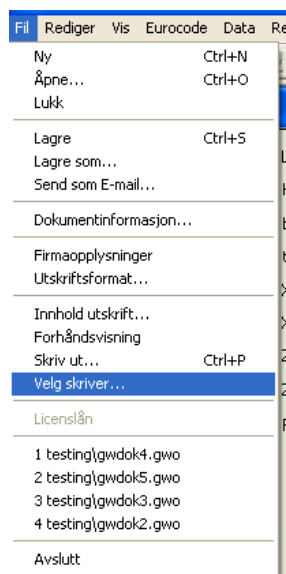 Fil Rediger Vis Eurocode Data Re
Ny Ctrl+N
Åpne... Ctrl+O
Lukk
Lagre Ctrl+S
Lagre som...
Send som E-mail...
Dokumentinformasjon...
Firmaopplysninger
Utskriftsformat...
Innhold utskrift...
Forhåndsvisning
Skriv ut... Ctrl+P
Velg skriver...
Licenslån
1 testing\gwdok4.gwo
2 testing\gwdok5.gwo
3 testing\gwdok3.gwo
4 testing\gwdok2.gwo
Avslutt